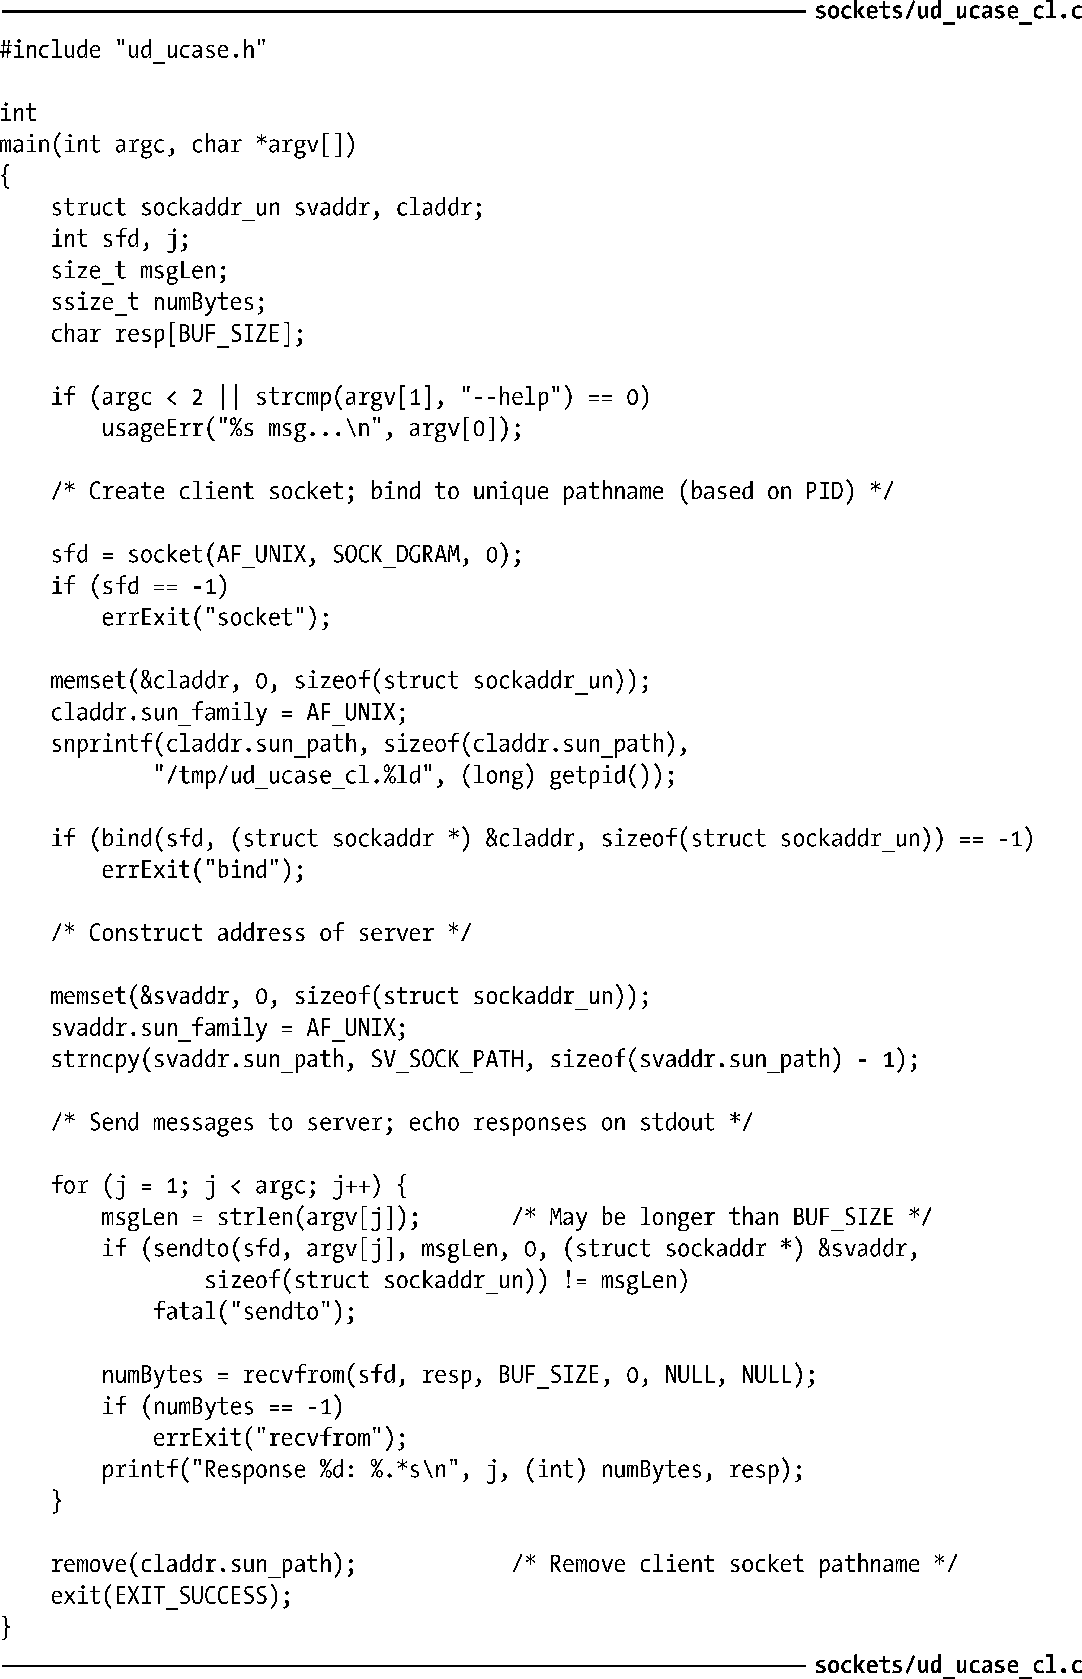 sockets/ud_ucase_cl.c
#include "ud_ucase.h"
int
main(int argc, char *argv[])
{
    struct sockaddr_un svaddr, claddr;
    int sfd, j;
    size_t msgLen;
    ssize_t numBytes;
    char resp[BUF_SIZE];
    if (argc < 2 || strcmp(argv[1], "--help") == 0)
        usageErr("%s msg...\n", argv[0]);
    /* Create client socket; bind to unique pathname (based on PID) */
    sfd = socket(AF_UNIX, SOCK_DGRAM, 0);
    if (sfd == -1)
        errExit("socket");
    memset(&claddr, 0, sizeof(struct sockaddr_un));
    claddr.sun_family = AF_UNIX;
    snprintf(claddr.sun_path, sizeof(claddr.sun_path),
            "/tmp/ud_ucase_cl.%ld", (long) getpid());
    if (bind(sfd, (struct sockaddr *) &claddr, sizeof(struct sockaddr_un)) == -1)
        errExit("bind");
    /* Construct address of server */
    memset(&svaddr, 0, sizeof(struct sockaddr_un));
    svaddr.sun_family = AF_UNIX;
    strncpy(svaddr.sun_path, SV_SOCK_PATH, sizeof(svaddr.sun_path) - 1);
    /* Send messages to server; echo responses on stdout */
    for (j = 1; j < argc; j++) {
        msgLen = strlen(argv[j]);       /* May be longer than BUF_SIZE */
        if (sendto(sfd, argv[j], msgLen, 0, (struct sockaddr *) &svaddr,
                sizeof(struct sockaddr_un)) != msgLen)
            fatal("sendto");
        numBytes = recvfrom(sfd, resp, BUF_SIZE, 0, NULL, NULL);
        if (numBytes == -1)
            errExit("recvfrom");
        printf("Response %d: %.*s\n", j, (int) numBytes, resp);
    }
    remove(claddr.sun_path);            /* Remove client socket pathname */
    exit(EXIT_SUCCESS);
}
sockets/ud_ucase_cl.c